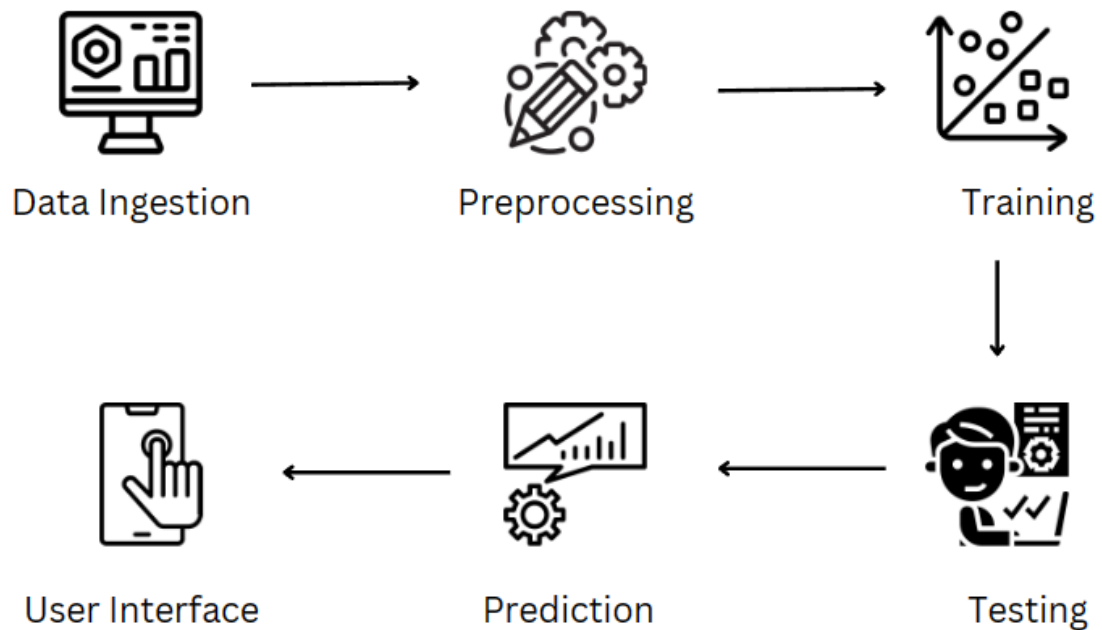 Data Ingestion
Preprocessing
Training
User Interface
Prediction
Testing